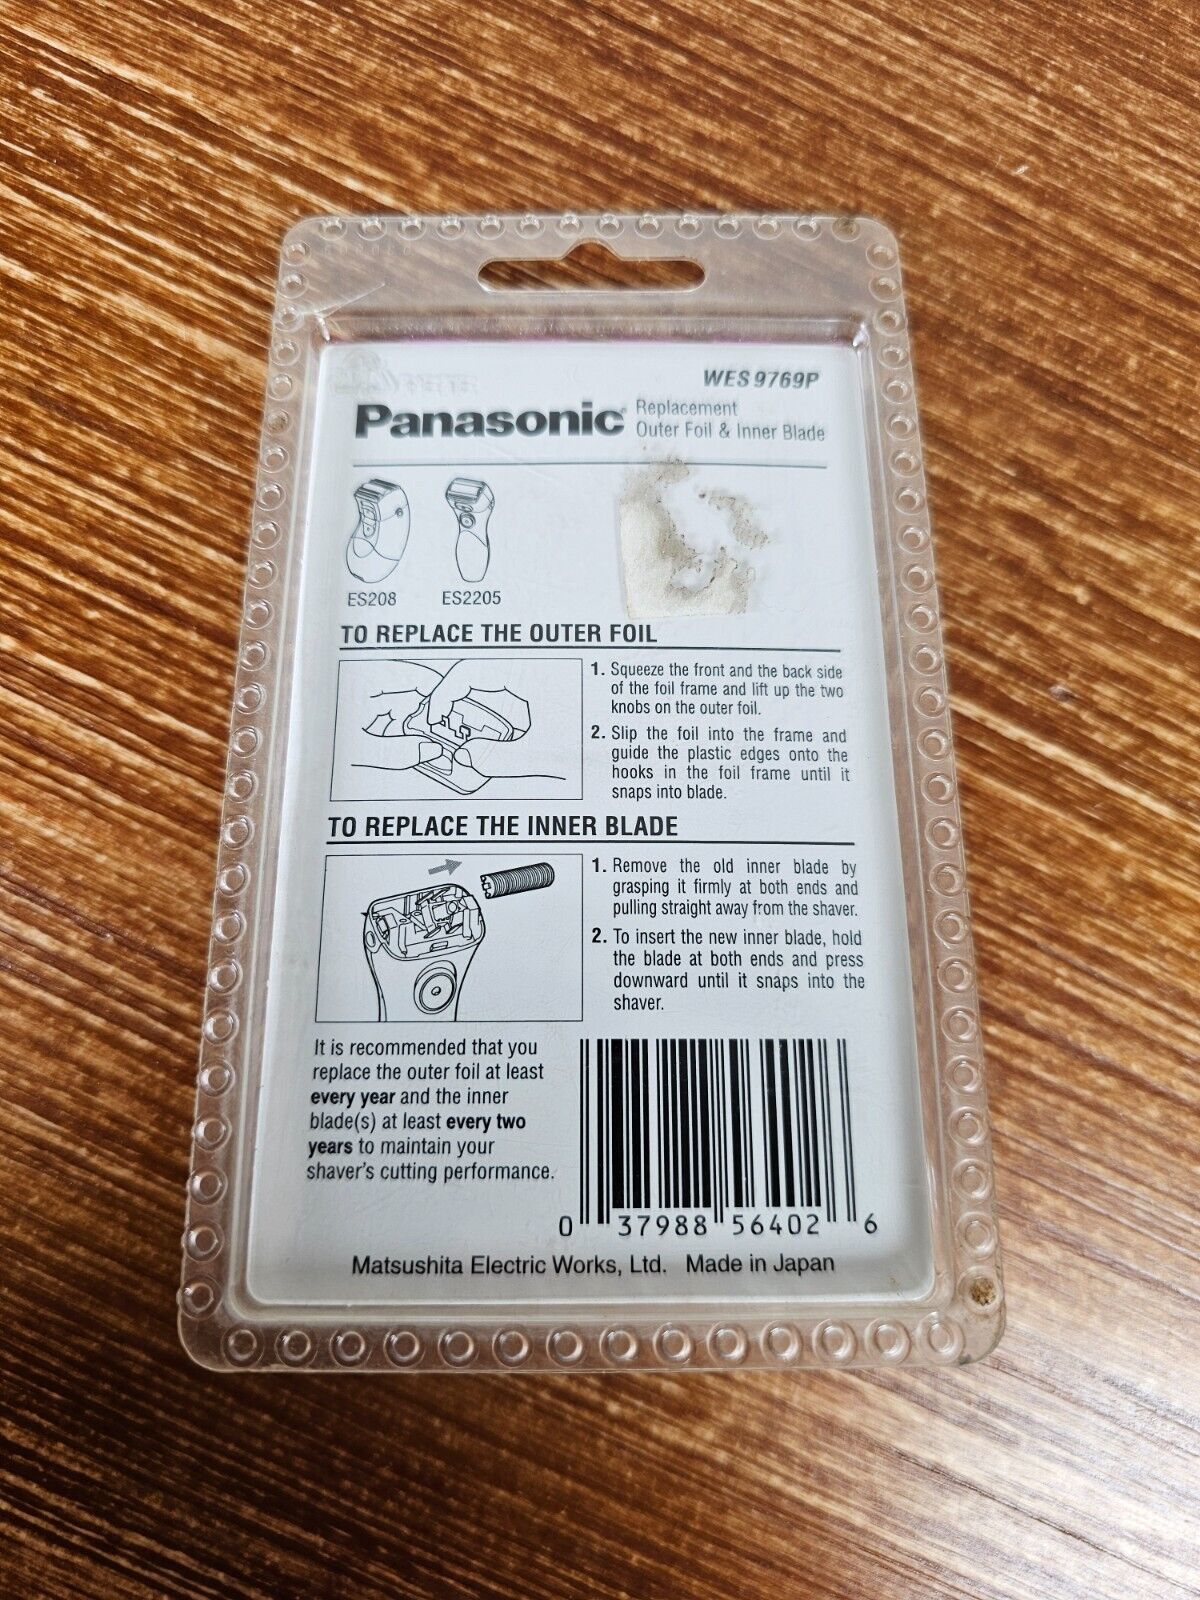 WES9769P
Panasonic
Replacement
Outer Foil & Inner Blade
ES208
ES2205
TO REPLACE THE OUTER FOIL
1. Squeeze the front and the back side
of the foil frame and lift up the two
knobs on the outer foil.
2. Slip the foil into the frame and
guide the plastic edges onto the
hooks in the foil frame until it
snaps into blade.
TO REPLACE THE INNER BLADE
1. Remove the old inner blade by
grasping it firmly at both ends and
pulling straight away from the shaver.
2. To insert the new inner blade, hold
the blade at both ends and press
downward until it snaps into the
shaver.
It is recommended that you
replace the outer foil at least
every year and the inner
blade(s) at least every two
years to maintain your
shaver's cutting performance.
0 37988 56402 6
Matsushita Electric Works, Ltd. Made in Japan